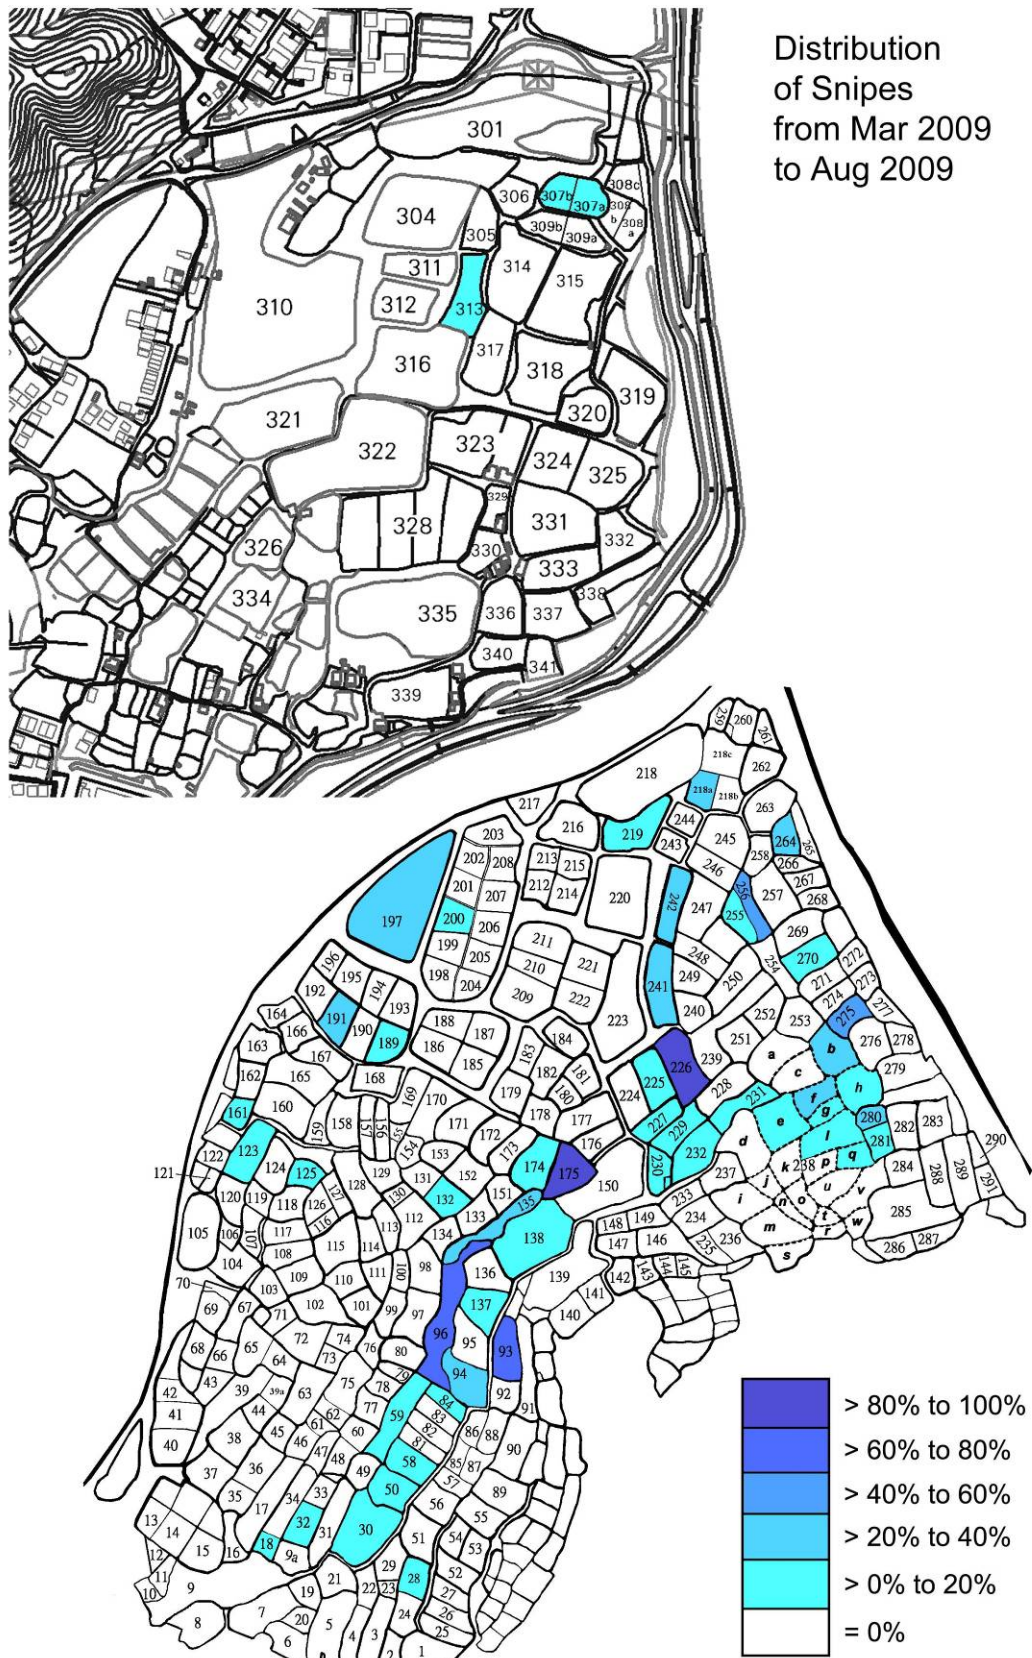 Distribution
of Snipes
from Mar 2009
to Aug 2009
301
306 307b 307a 308c
308
b
308
a
304 305 309b 309a
311 314 315
310 312 313
316 317 318 319
320
321 322 323 324 325
328 329 331 332
326 330 333
334 335 336 337 338
340 341
339
259 260 261
218 218c 262
218a 218b
217 216 219 244 263
203 243 245 264 265
202 208 213 215 246 258 266
201 207 212 214 220 242 247 256 257 267
197 200 206 255 268
199 205 211 221 269
196 198 204 210 248 254 270 272
195 209 222 241 249 250 271 273
192 194 193 240 274 277
164 191 190 189 188 187 223 252 253 275
166 186 185 184 251 276 278
163 167 183 226 239 a b
162 165 168 182 181 225 c 279
169 179 180 224 228 h
161 160 170 178 177 227 231 f
159 158 157 156 155 171 172 229 g 280
122 123 154 173 176 e 281 282 283
124 125 153 174 d l 290
121 129 152 175 230 232 k 238 p q 284
120 119 128 131 132 151 150 237 j u v 288 289 291
118 126 127 130 135 233 i n o
105 106 116 112 133 148 149 234 t w 285
107 117 113 134 138 147 146 235 236 m r 286 287
104 108 115 114 98 s
70 109 110 111 100 136 139 142 143 144 145
103 137 141
69 67 102 101 99 97 140
71 96 95 93
68 66 65 72 74 76 80
64 73 79 94
42 43 39 39a 63 75 78 84 92
41 44 62 77 59 83 91
40 38 45 61 60 82 86 88 90
46 47 81
37 36 48 49 58 85 87
35 34 33 50 57 89
13 17 32 31 30 56 55
14 18 51 54
12 15 16 9a 53
11 29 28 52
10 9 19 21 22 23 27
8 7 20 24 26
6 5 4 3 2 1 25
> 80% to 100%
> 60% to 80%
> 40% to 60%
> 20% to 40%
> 0% to 20%
= 0%